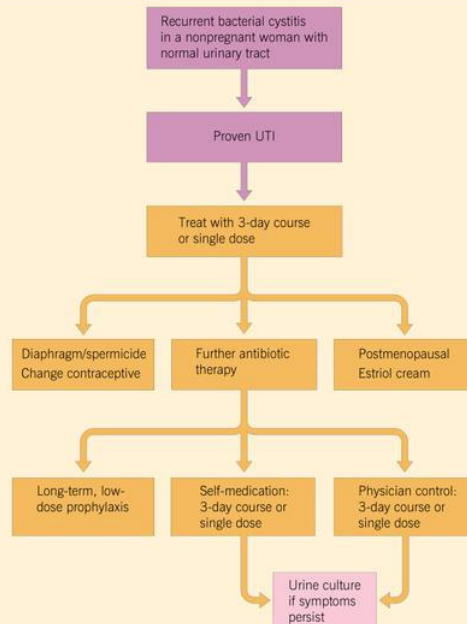 Recurrent bacterial cystitis
in a nonpregnant woman with
normal urinary tract
Proven UTI
Treat with 3-day course
or single dose
Diaphragm/spermicide
Change contraceptive
Further antibiotic
therapy
Postmenopausal
Estriol cream
Long-term, low-
dose prophylaxis
Self-medication:
3-day course or
single dose
Physician control:
3-day course or
single dose
Urine culture
if symptoms
persist